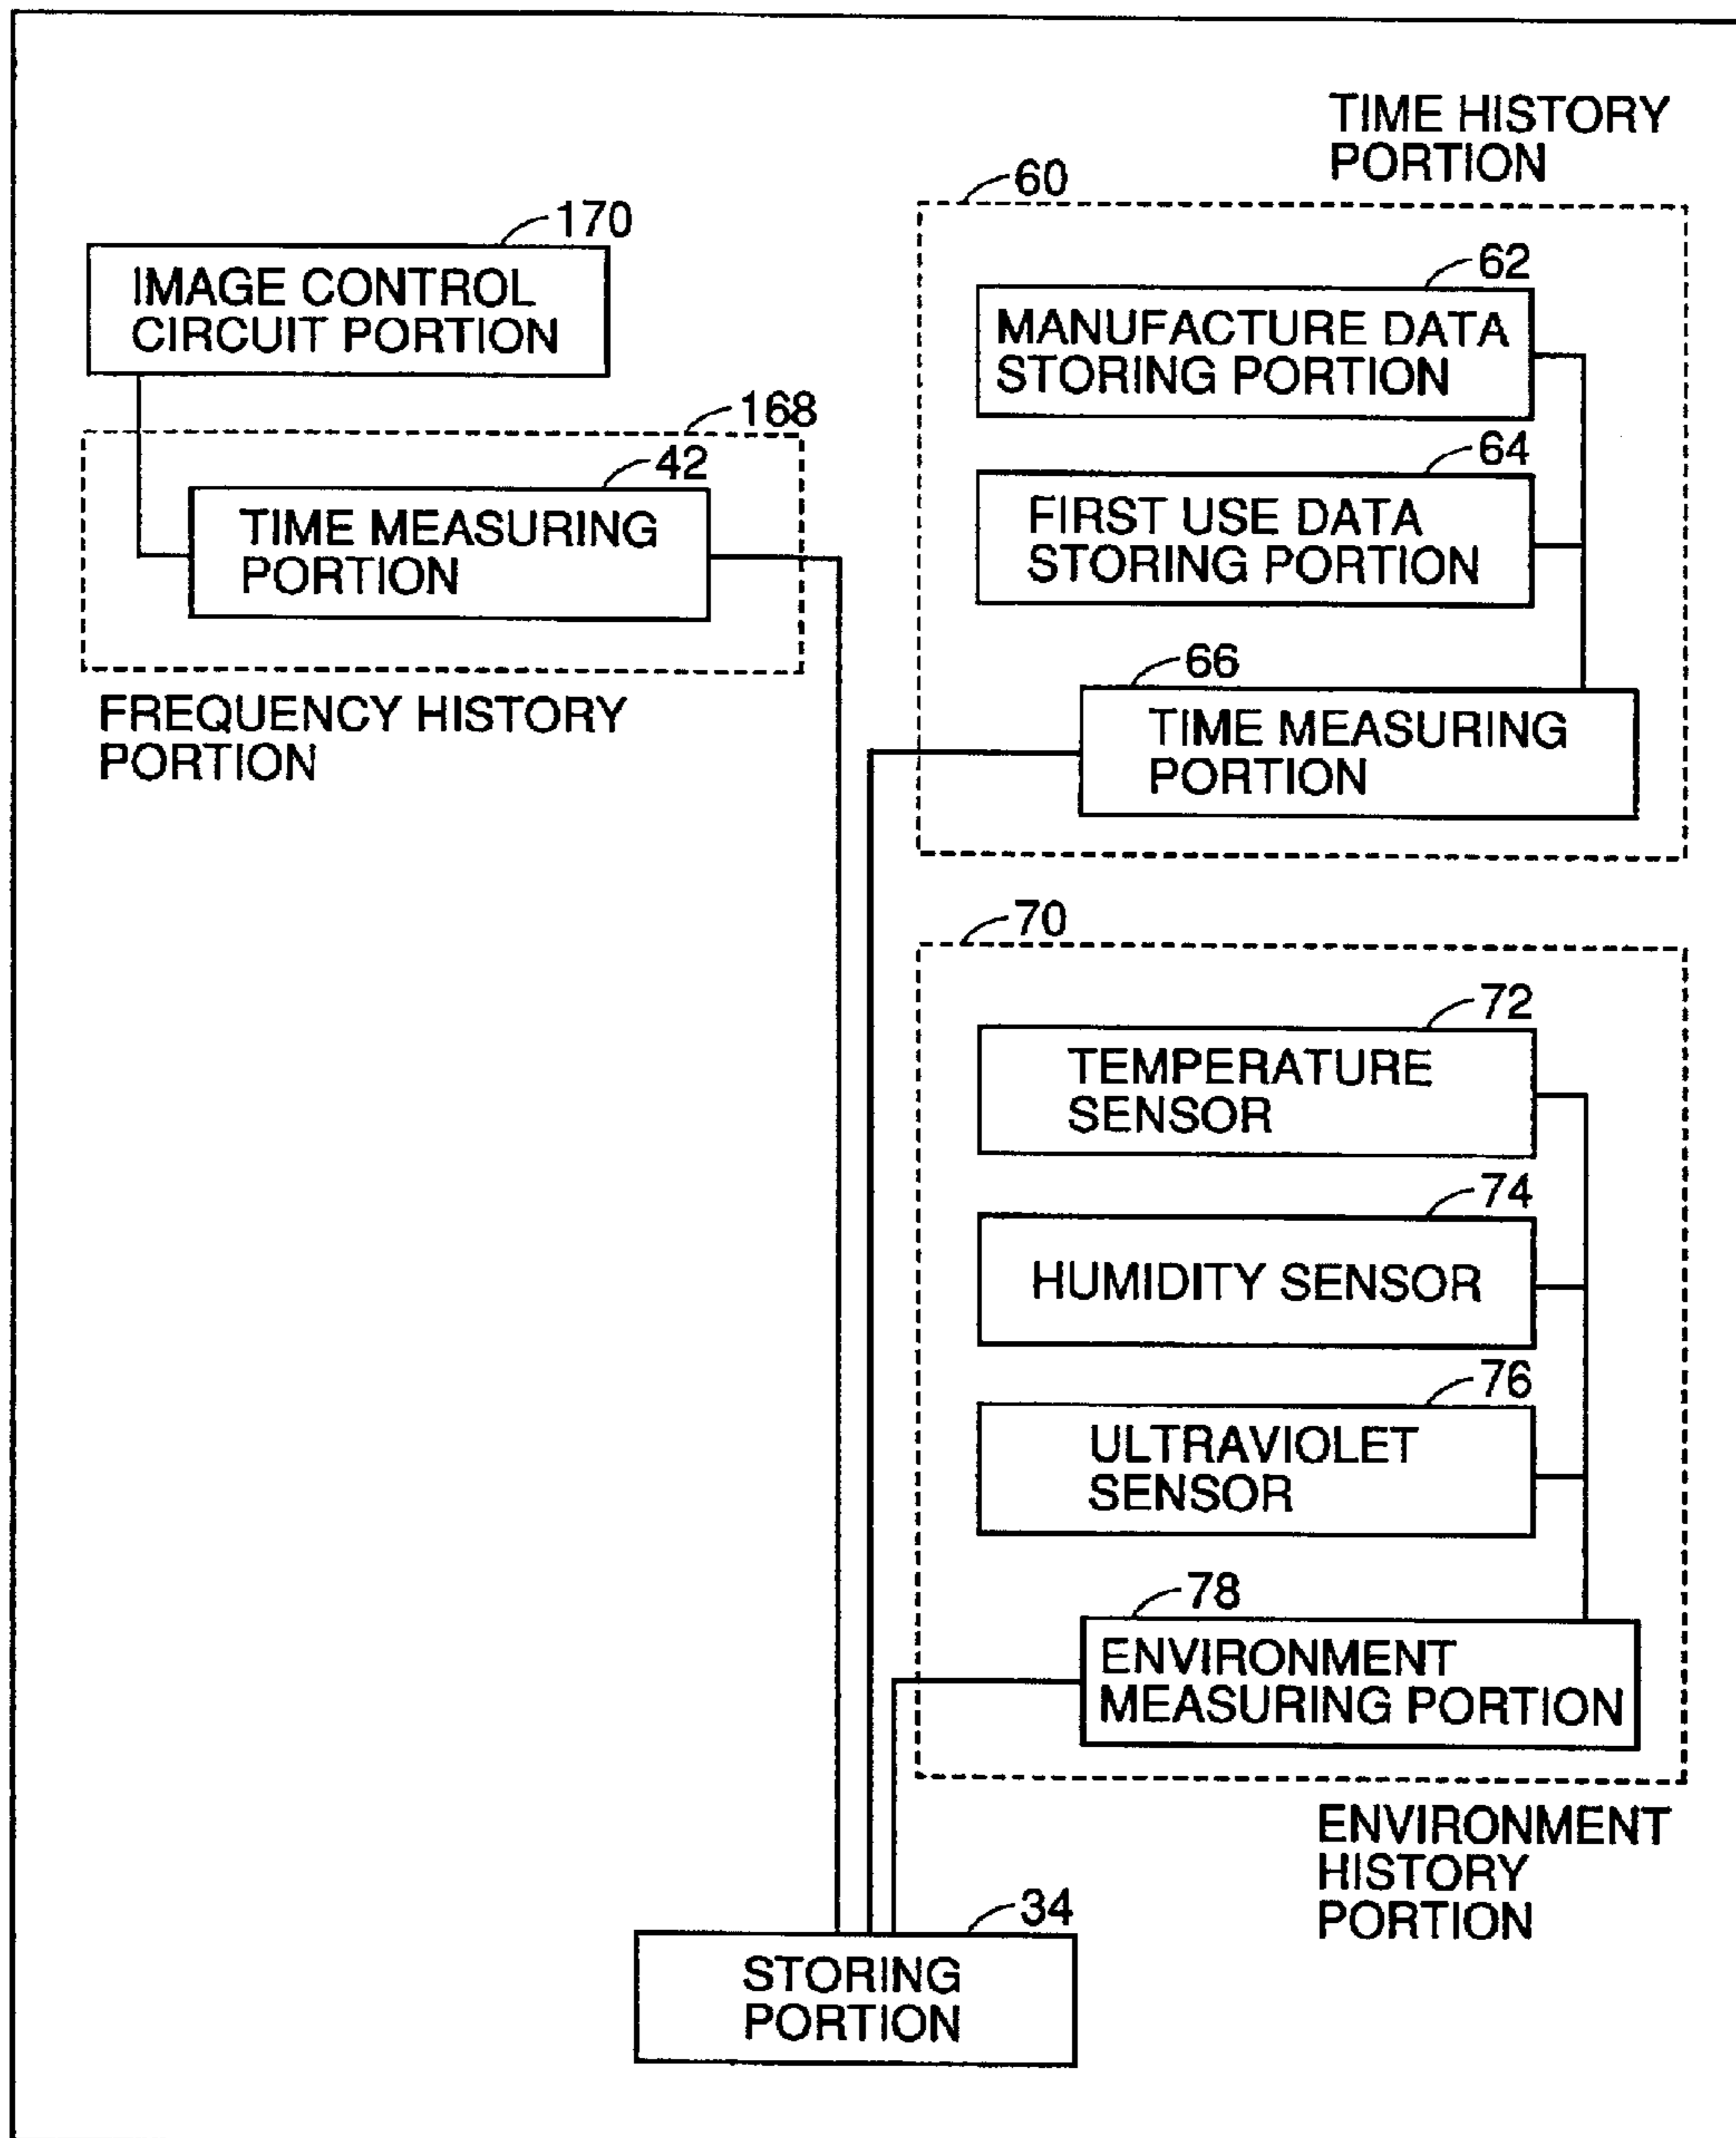 170
IMAGE CONTROL
CIRCUIT PORTION
168
42
TIME MEASURING
PORTION
FREQUENCY HISTORY
PORTION
TIME HISTORY
PORTION
60
62
MANUFACTURE DATA
STORING PORTION
64
FIRST USE DATA
STORING PORTION
66
TIME MEASURING
PORTION
70
72
TEMPERATURE
SENSOR
74
HUMIDITY SENSOR
76
ULTRAVIOLET
SENSOR
78
ENVIRONMENT
MEASURING PORTION
ENVIRONMENT
HISTORY
PORTION
34
STORING
PORTION